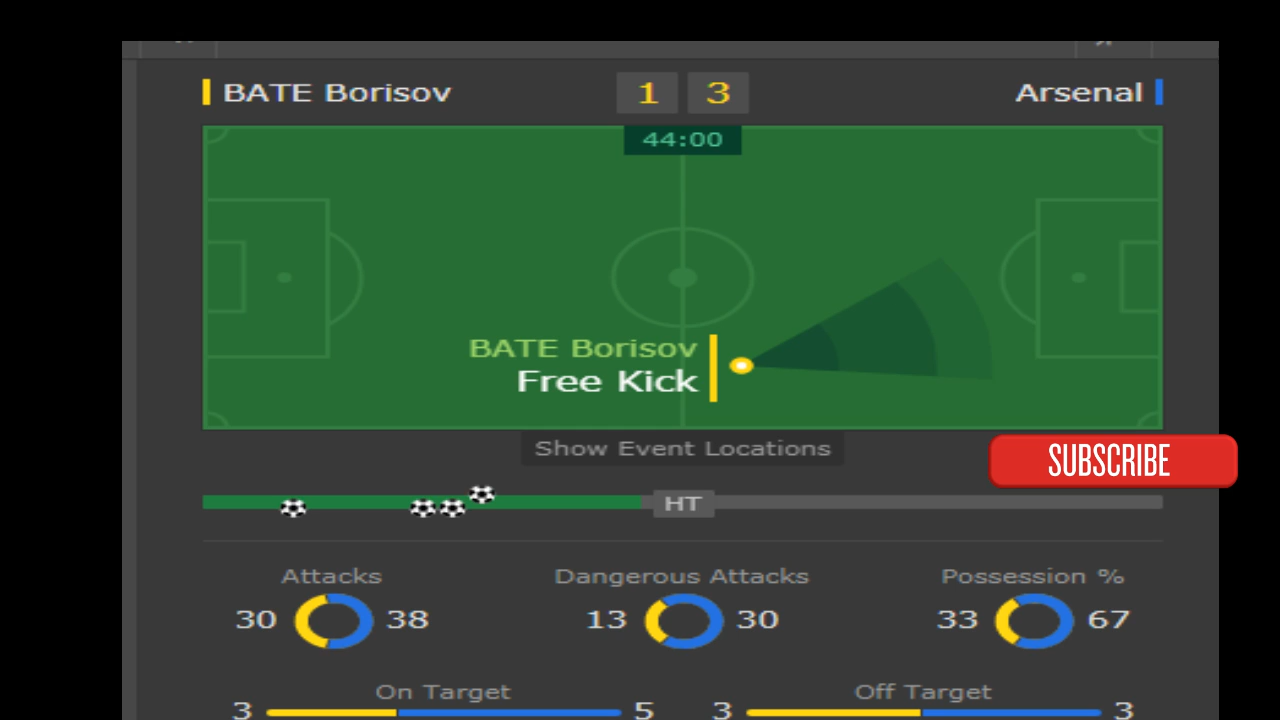 BATE Borisov 1 3 Arsenal
44:00
BATE Borisov
Free Kick
Show Event Locations
SUBSCRIBE
HT
Attacks Dangerous Attacks Possession %
30 38 13 30 33 67
On Target Off Target
3 5 3 3